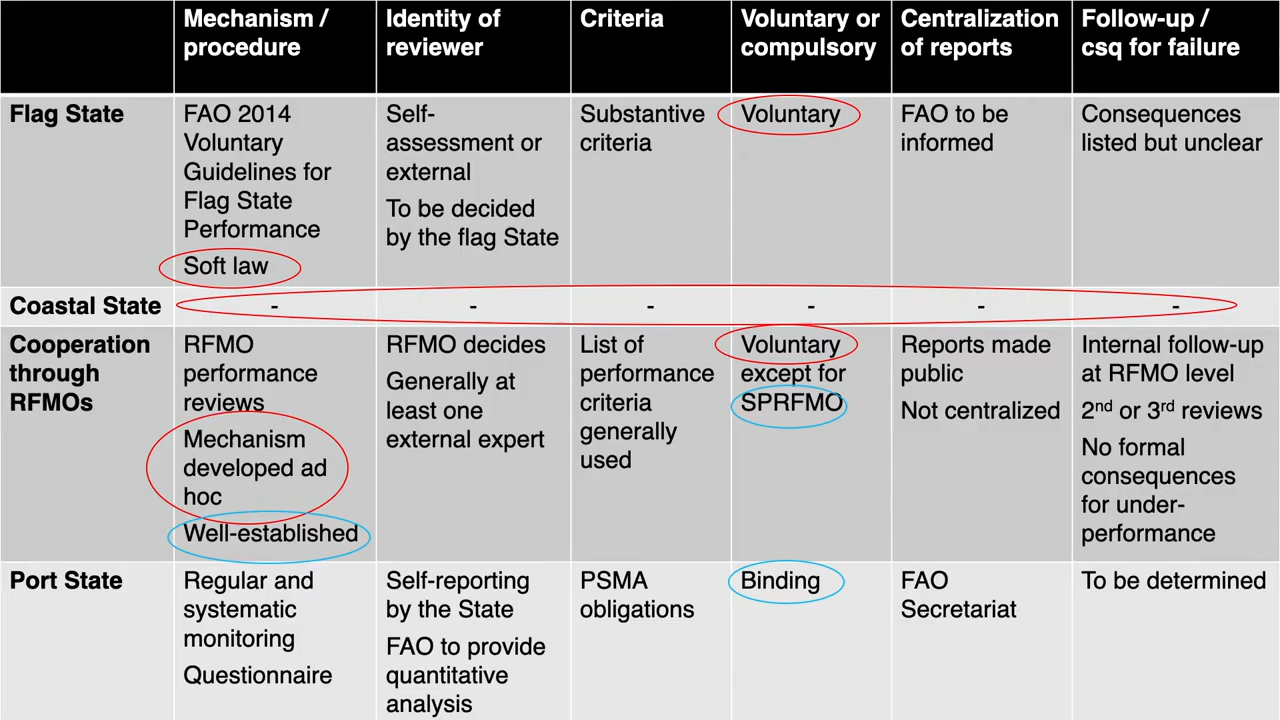 Mechanism /
procedure
Identity of
reviewer
Criteria
Voluntary or
compulsory
Centralization
of reports
Follow-up /
csq for failure
Flag State
FAO 2014
Voluntary
Guidelines for
Flag State
Performance
Soft law
Self-
assessment or
external
To be decided
by the flag State
Substantive
criteria
Voluntary
FAO to be
informed
Consequences
listed but unclear
Coastal State
-
-
-
-
-
-
Cooperation
through
RFMOs
RFMO
performance
reviews
Mechanism
developed ad
hoc
Well-established
RFMO decides
Generally at
least one
external expert
List of
performance
criteria
generally
used
Voluntary
except for
SPRFMO
Reports made
public
Not centralized
Internal follow-up
at RFMO level
2nd or 3rd reviews
No formal
consequences
for under-
performance
Port State
Regular and
systematic
monitoring
Questionnaire
Self-reporting
by the State
FAO to provide
quantitative
analysis
PSMA
obligations
Binding
FAO
Secretariat
To be determined